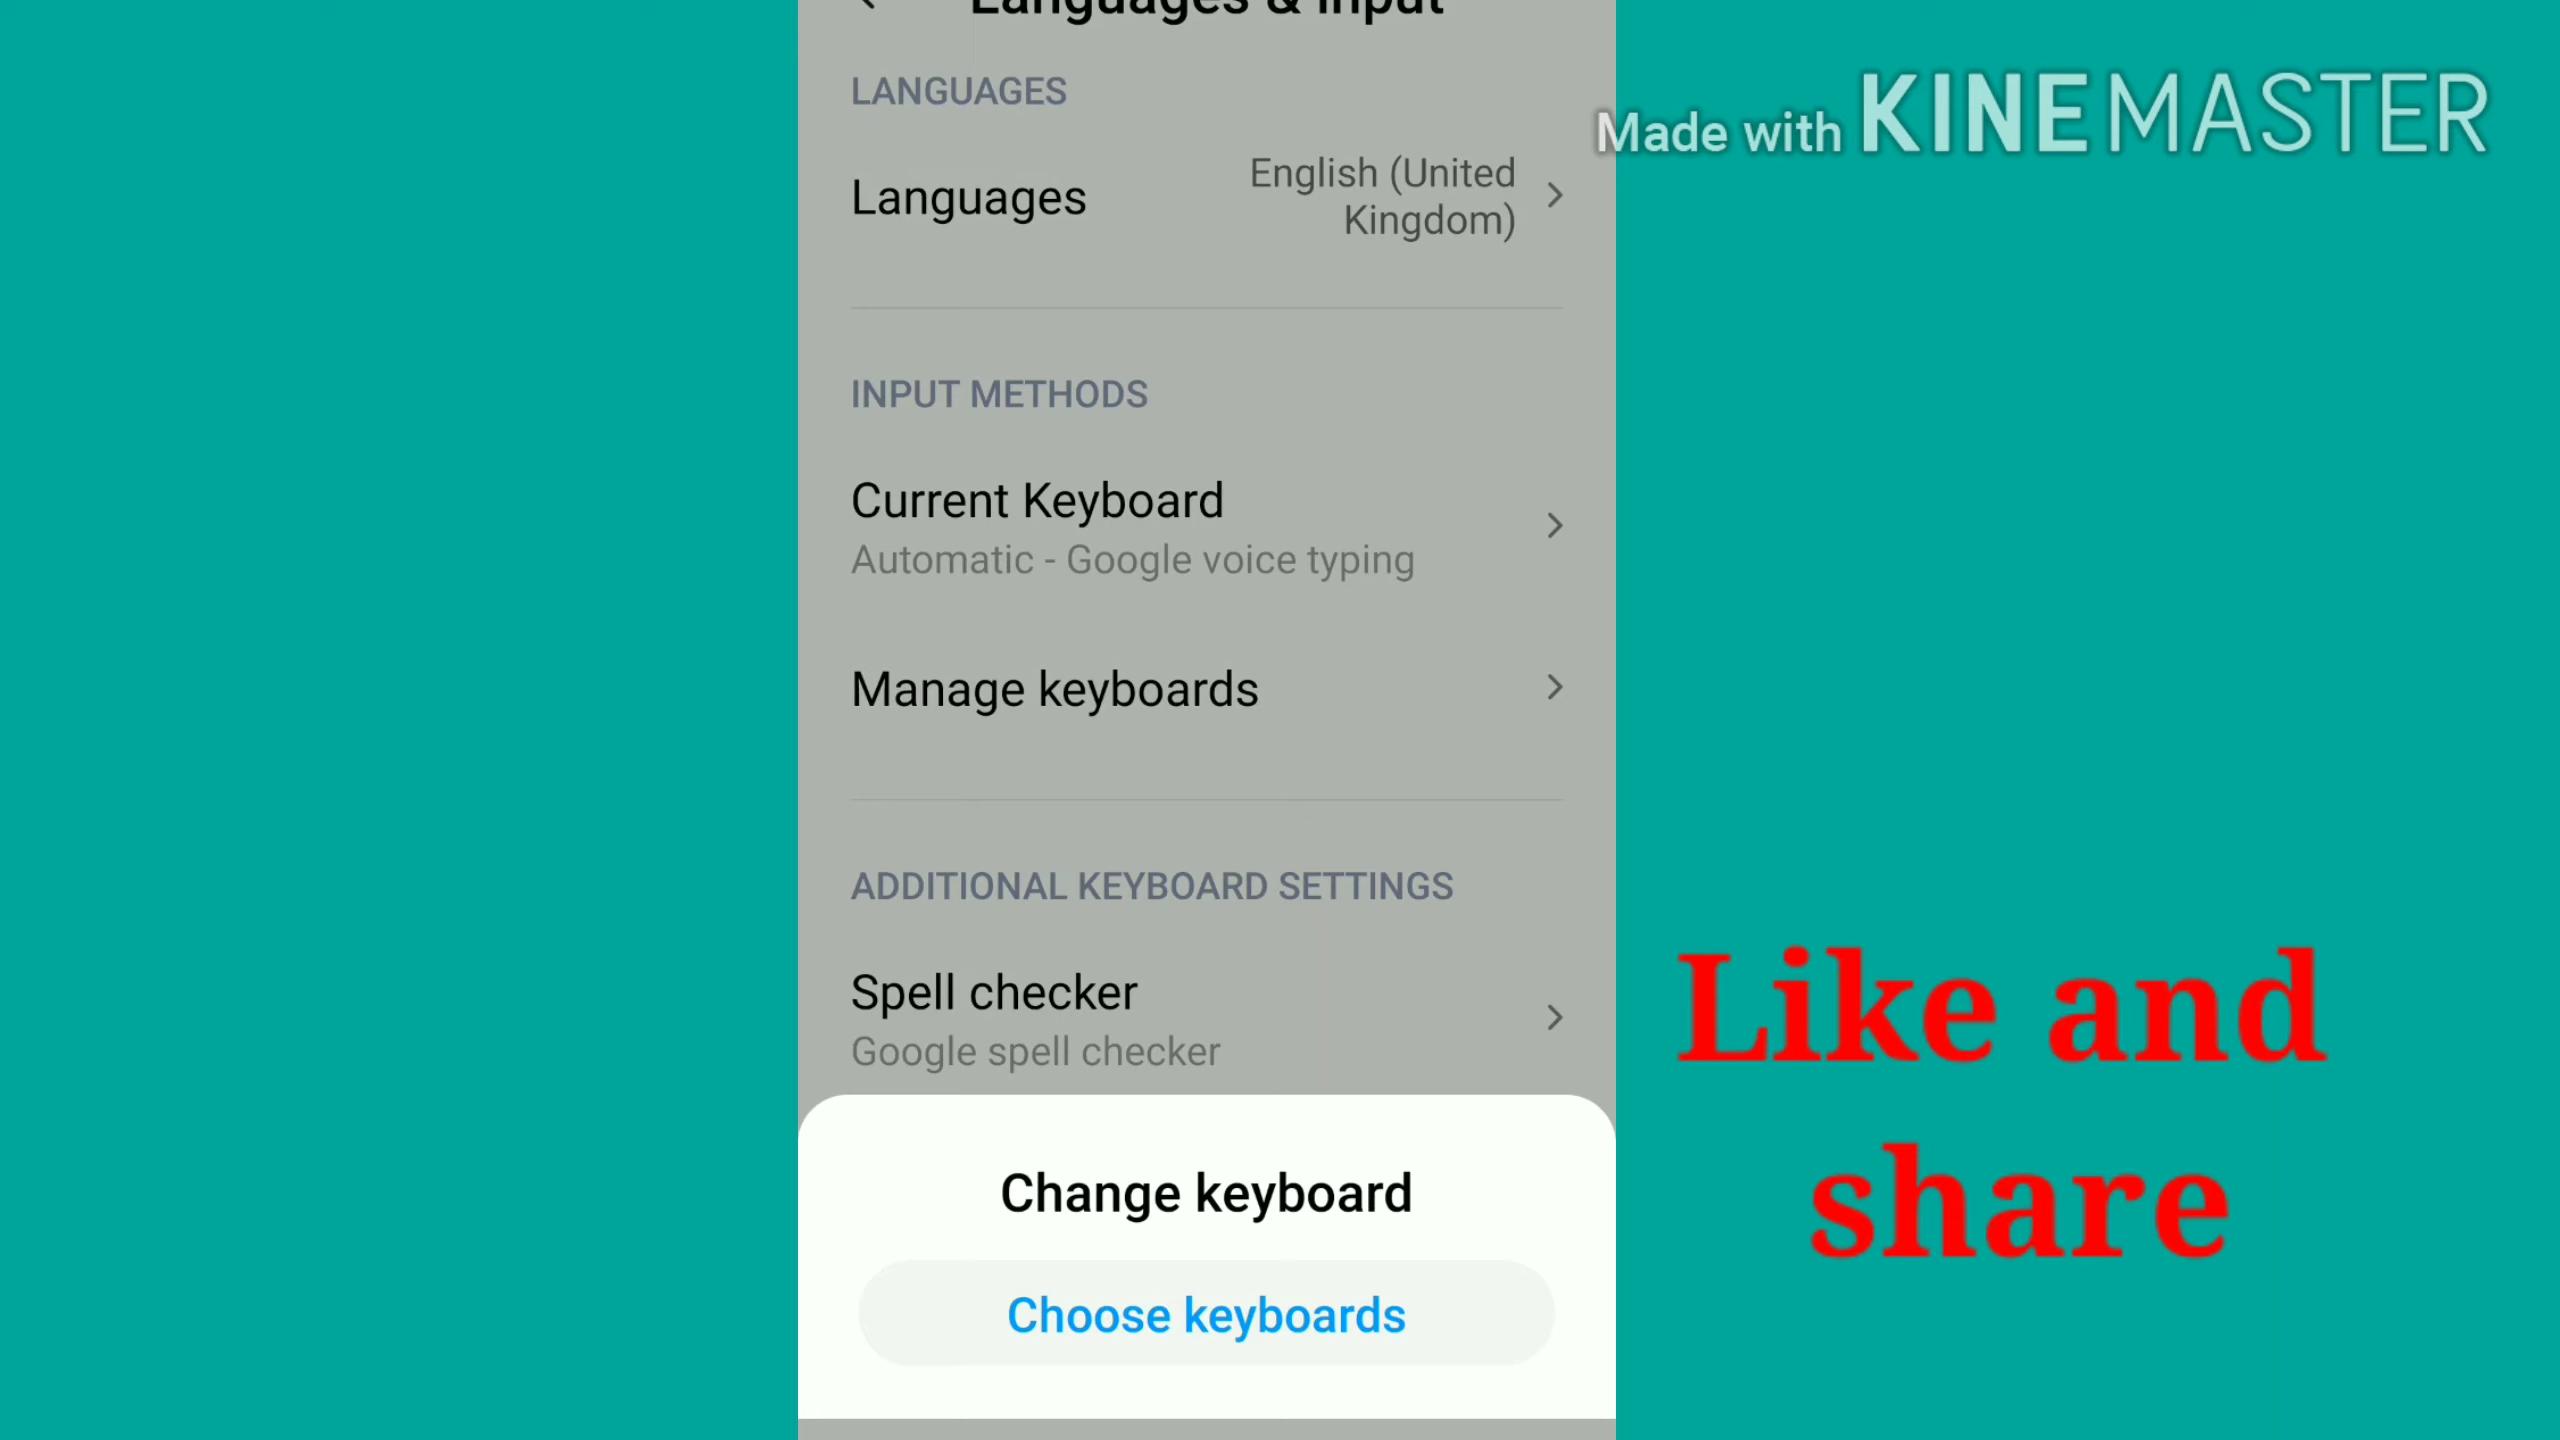 Languages & input
LANGUAGES
Languages
English (United
Kingdom)
INPUT METHODS
Current Keyboard
Automatic - Google voice typing
Manage keyboards
ADDITIONAL KEYBOARD SETTINGS
Spell checker
Google spell checker
Change keyboard
Choose keyboards
Made with KINEMASTER
Like and
share